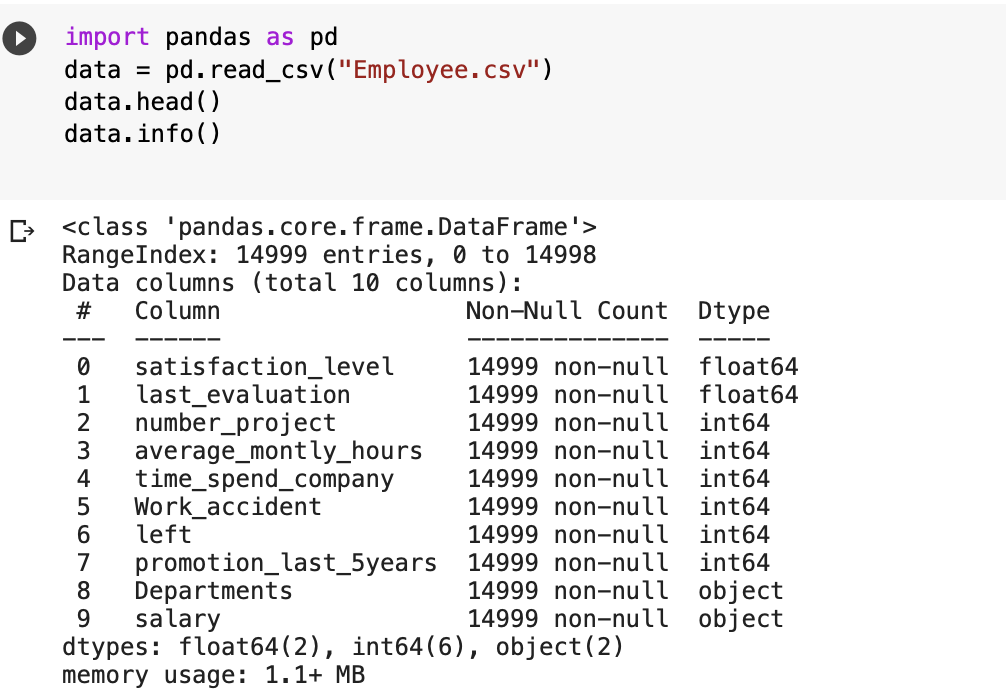 import pandas as pd
data = pd.read_csv("Employee.csv")
data.head()
data.info()
<class 'pandas.core.frame.DataFrame'>
RangeIndex: 14999 entries, 0 to 14998
Data columns (total 10 columns):
 #   Column                 Non-Null Count  Dtype
---  ------                 --------------  -----
 0   satisfaction_level     14999 non-null  float64
 1   last_evaluation        14999 non-null  float64
 2   number_project         14999 non-null  int64
 3   average_montly_hours   14999 non-null  int64
 4   time_spend_company     14999 non-null  int64
 5   Work_accident          14999 non-null  int64
 6   left                   14999 non-null  int64
 7   promotion_last_5years  14999 non-null  int64
 8   Departments            14999 non-null  object
 9   salary                 14999 non-null  object
dtypes: float64(2), int64(6), object(2)
memory usage: 1.1+ MB